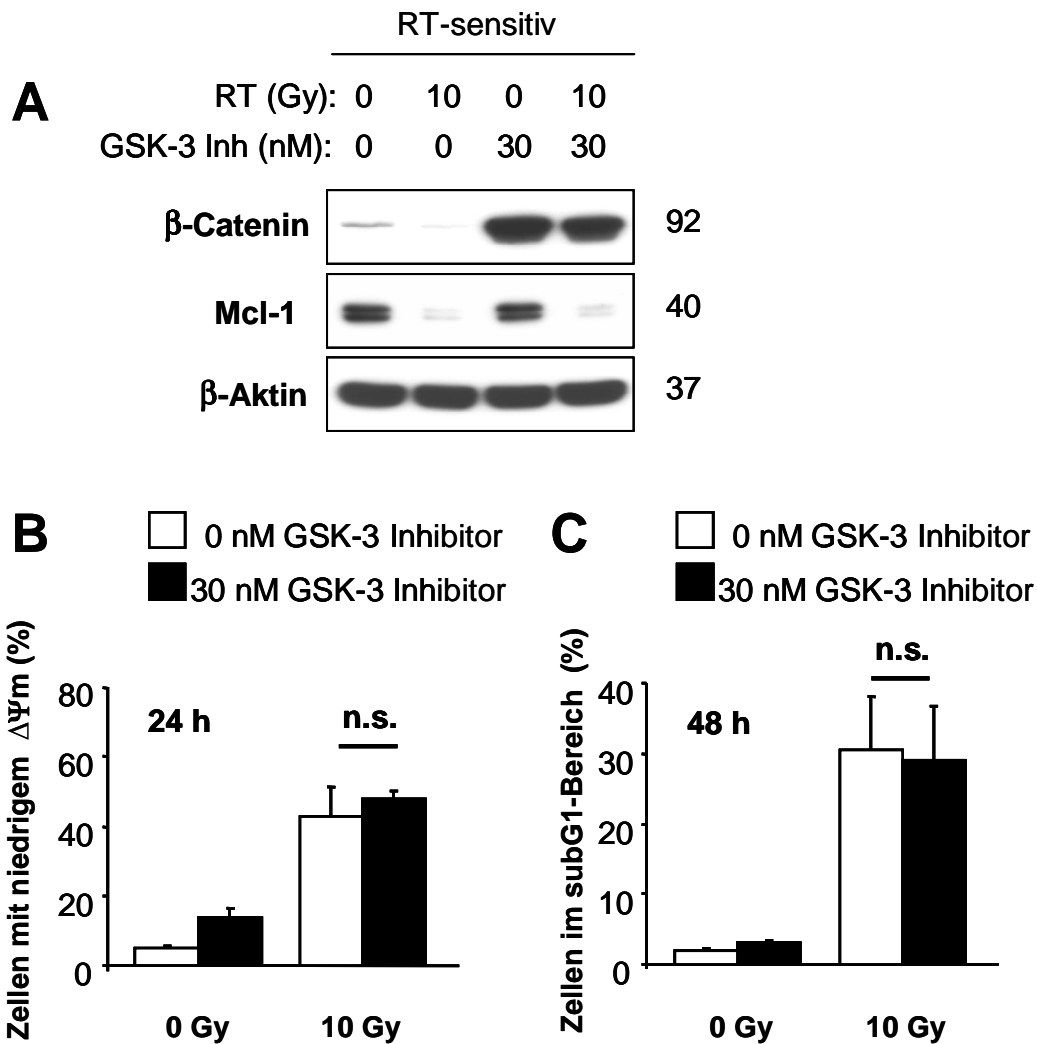 RT-sensitiv
A
RT (Gy): 0 10 0 10
GSK-3 Inh (nM): 0 0 30 30
β-Catenin 92
Mcl-1 40
β-Aktin 37
B
0 nM GSK-3 Inhibitor
30 nM GSK-3 Inhibitor
Zellen mit niedrigem ΔΨm (%)
80
60
40
20
0
24 h
n.s.
0 Gy 10 Gy
C
0 nM GSK-3 Inhibitor
30 nM GSK-3 Inhibitor
Zellen im subG1-Bereich (%)
40
30
20
10
0
48 h
n.s.
0 Gy 10 Gy